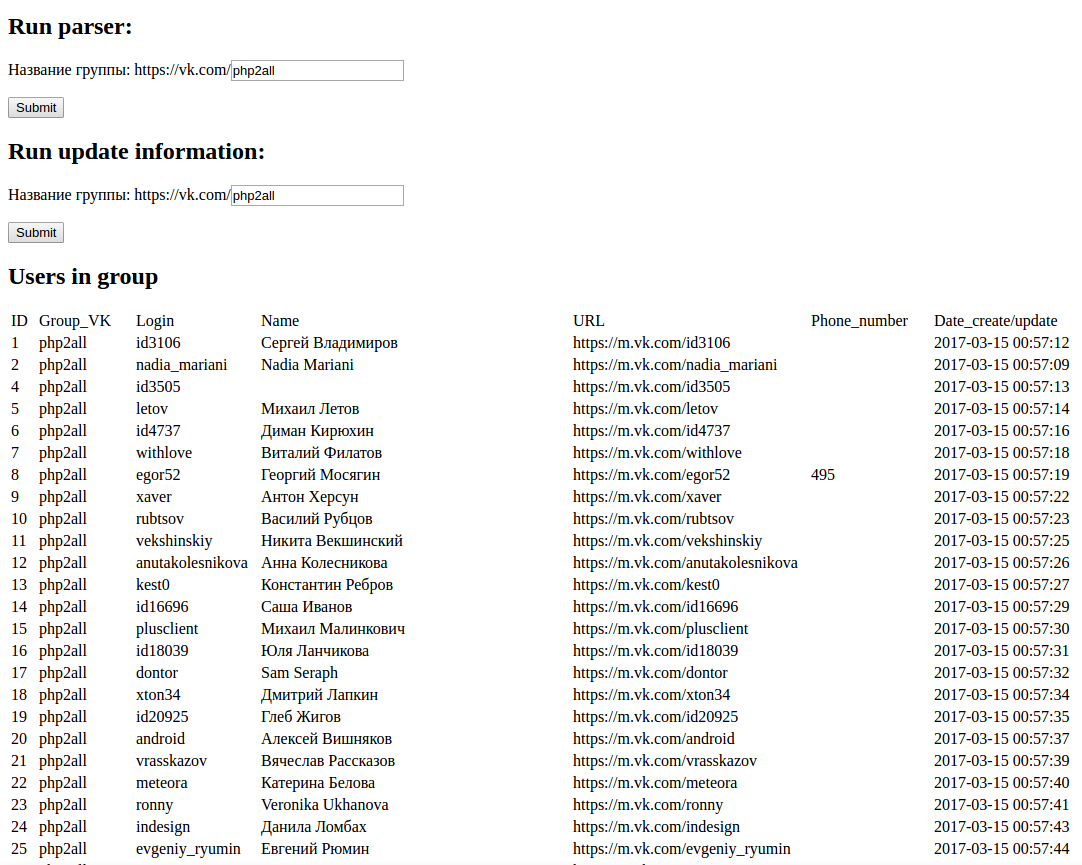 Run parser:
Название группы: https://vk.com/php2all
Submit
Run update information:
Название группы: https://vk.com/php2all
Submit
Users in group
ID Group_VK Login Name URL Phone_number Date_create/update
1 php2all id3106 Сергей Владимиров https://m.vk.com/id3106 2017-03-15 00:57:12
2 php2all nadia_mariani Nadia Mariani https://m.vk.com/nadia_mariani 2017-03-15 00:57:09
4 php2all id3505 https://m.vk.com/id3505 2017-03-15 00:57:13
5 php2all letov Михаил Летов https://m.vk.com/letov 2017-03-15 00:57:14
6 php2all id4737 Диман Кирюхин https://m.vk.com/id4737 2017-03-15 00:57:16
7 php2all withlove Виталий Филатов https://m.vk.com/withlove 2017-03-15 00:57:18
8 php2all egor52 Георгий Мосягин https://m.vk.com/egor52 495 2017-03-15 00:57:19
9 php2all xaver Антон Херсун https://m.vk.com/xaver 2017-03-15 00:57:22
10 php2all rubtsov Василий Рубцов https://m.vk.com/rubtsov 2017-03-15 00:57:23
11 php2all vekshinskiy Никита Векшинский https://m.vk.com/vekshinskiy 2017-03-15 00:57:25
12 php2all anutakolesnikova Анна Колесникова https://m.vk.com/anutakolesnikova 2017-03-15 00:57:26
13 php2all kest0 Константин Ребров https://m.vk.com/kest0 2017-03-15 00:57:27
14 php2all id16696 Саша Иванов https://m.vk.com/id16696 2017-03-15 00:57:29
15 php2all plusclient Михаил Малинкович https://m.vk.com/plusclient 2017-03-15 00:57:30
16 php2all id18039 Юля Ланчикова https://m.vk.com/id18039 2017-03-15 00:57:31
17 php2all dontor Sam Seraph https://m.vk.com/dontor 2017-03-15 00:57:32
18 php2all xton34 Дмитрий Лапкин https://m.vk.com/xton34 2017-03-15 00:57:34
19 php2all id20925 Глеб Жигов https://m.vk.com/id20925 2017-03-15 00:57:35
20 php2all android Алексей Вишняков https://m.vk.com/android 2017-03-15 00:57:37
21 php2all vrasskazov Вячеслав Рассказов https://m.vk.com/vrasskazov 2017-03-15 00:57:39
22 php2all meteora Катерина Белова https://m.vk.com/meteora 2017-03-15 00:57:40
23 php2all ronny Veronika Ukhanova https://m.vk.com/ronny 2017-03-15 00:57:41
24 php2all indesign Данила Ломбах https://m.vk.com/indesign 2017-03-15 00:57:43
25 php2all evgeniy_ryumin Евгений Рюмин https://m.vk.com/evgeniy_ryumin 2017-03-15 00:57:44